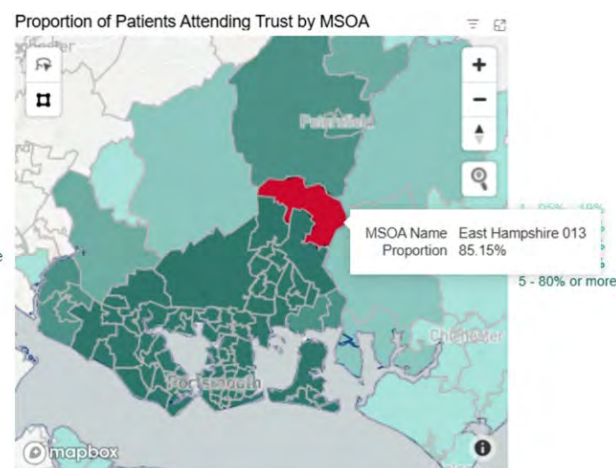 Proportion of Patients Attending Trust by MSOA
Petersfield
MSOA Name East Hampshire 013
Proportion 85.15%
5 - 80% or more
Chichester
Portsmouth
mapbox